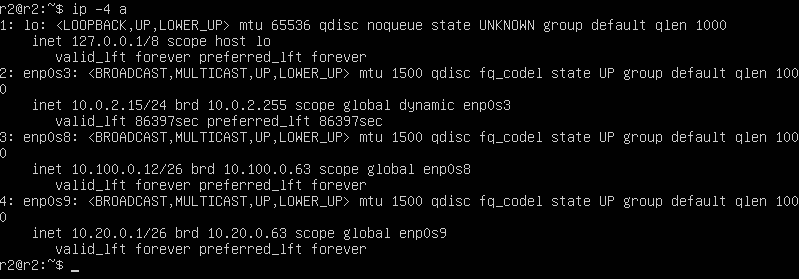 r2@r2:~$ ip -4 a
1: lo: <LOOPBACK,UP,LOWER_UP> mtu 65536 qdisc noqueue state UNKNOWN group default qlen 1000
    inet 127.0.0.1/8 scope host lo
       valid_lft forever preferred_lft forever
2: enp0s3: <BROADCAST,MULTICAST,UP,LOWER_UP> mtu 1500 qdisc fq_codel state UP group default qlen 100
0
    inet 10.0.2.15/24 brd 10.0.2.255 scope global dynamic enp0s3
       valid_lft 86397sec preferred_lft 86397sec
3: enp0s8: <BROADCAST,MULTICAST,UP,LOWER_UP> mtu 1500 qdisc fq_codel state UP group default qlen 100
0
    inet 10.100.0.12/26 brd 10.100.0.63 scope global enp0s8
       valid_lft forever preferred_lft forever
4: enp0s9: <BROADCAST,MULTICAST,UP,LOWER_UP> mtu 1500 qdisc fq_codel state UP group default qlen 100
0
    inet 10.20.0.1/26 brd 10.20.0.63 scope global enp0s9
       valid_lft forever preferred_lft forever
r2@r2:~$ _